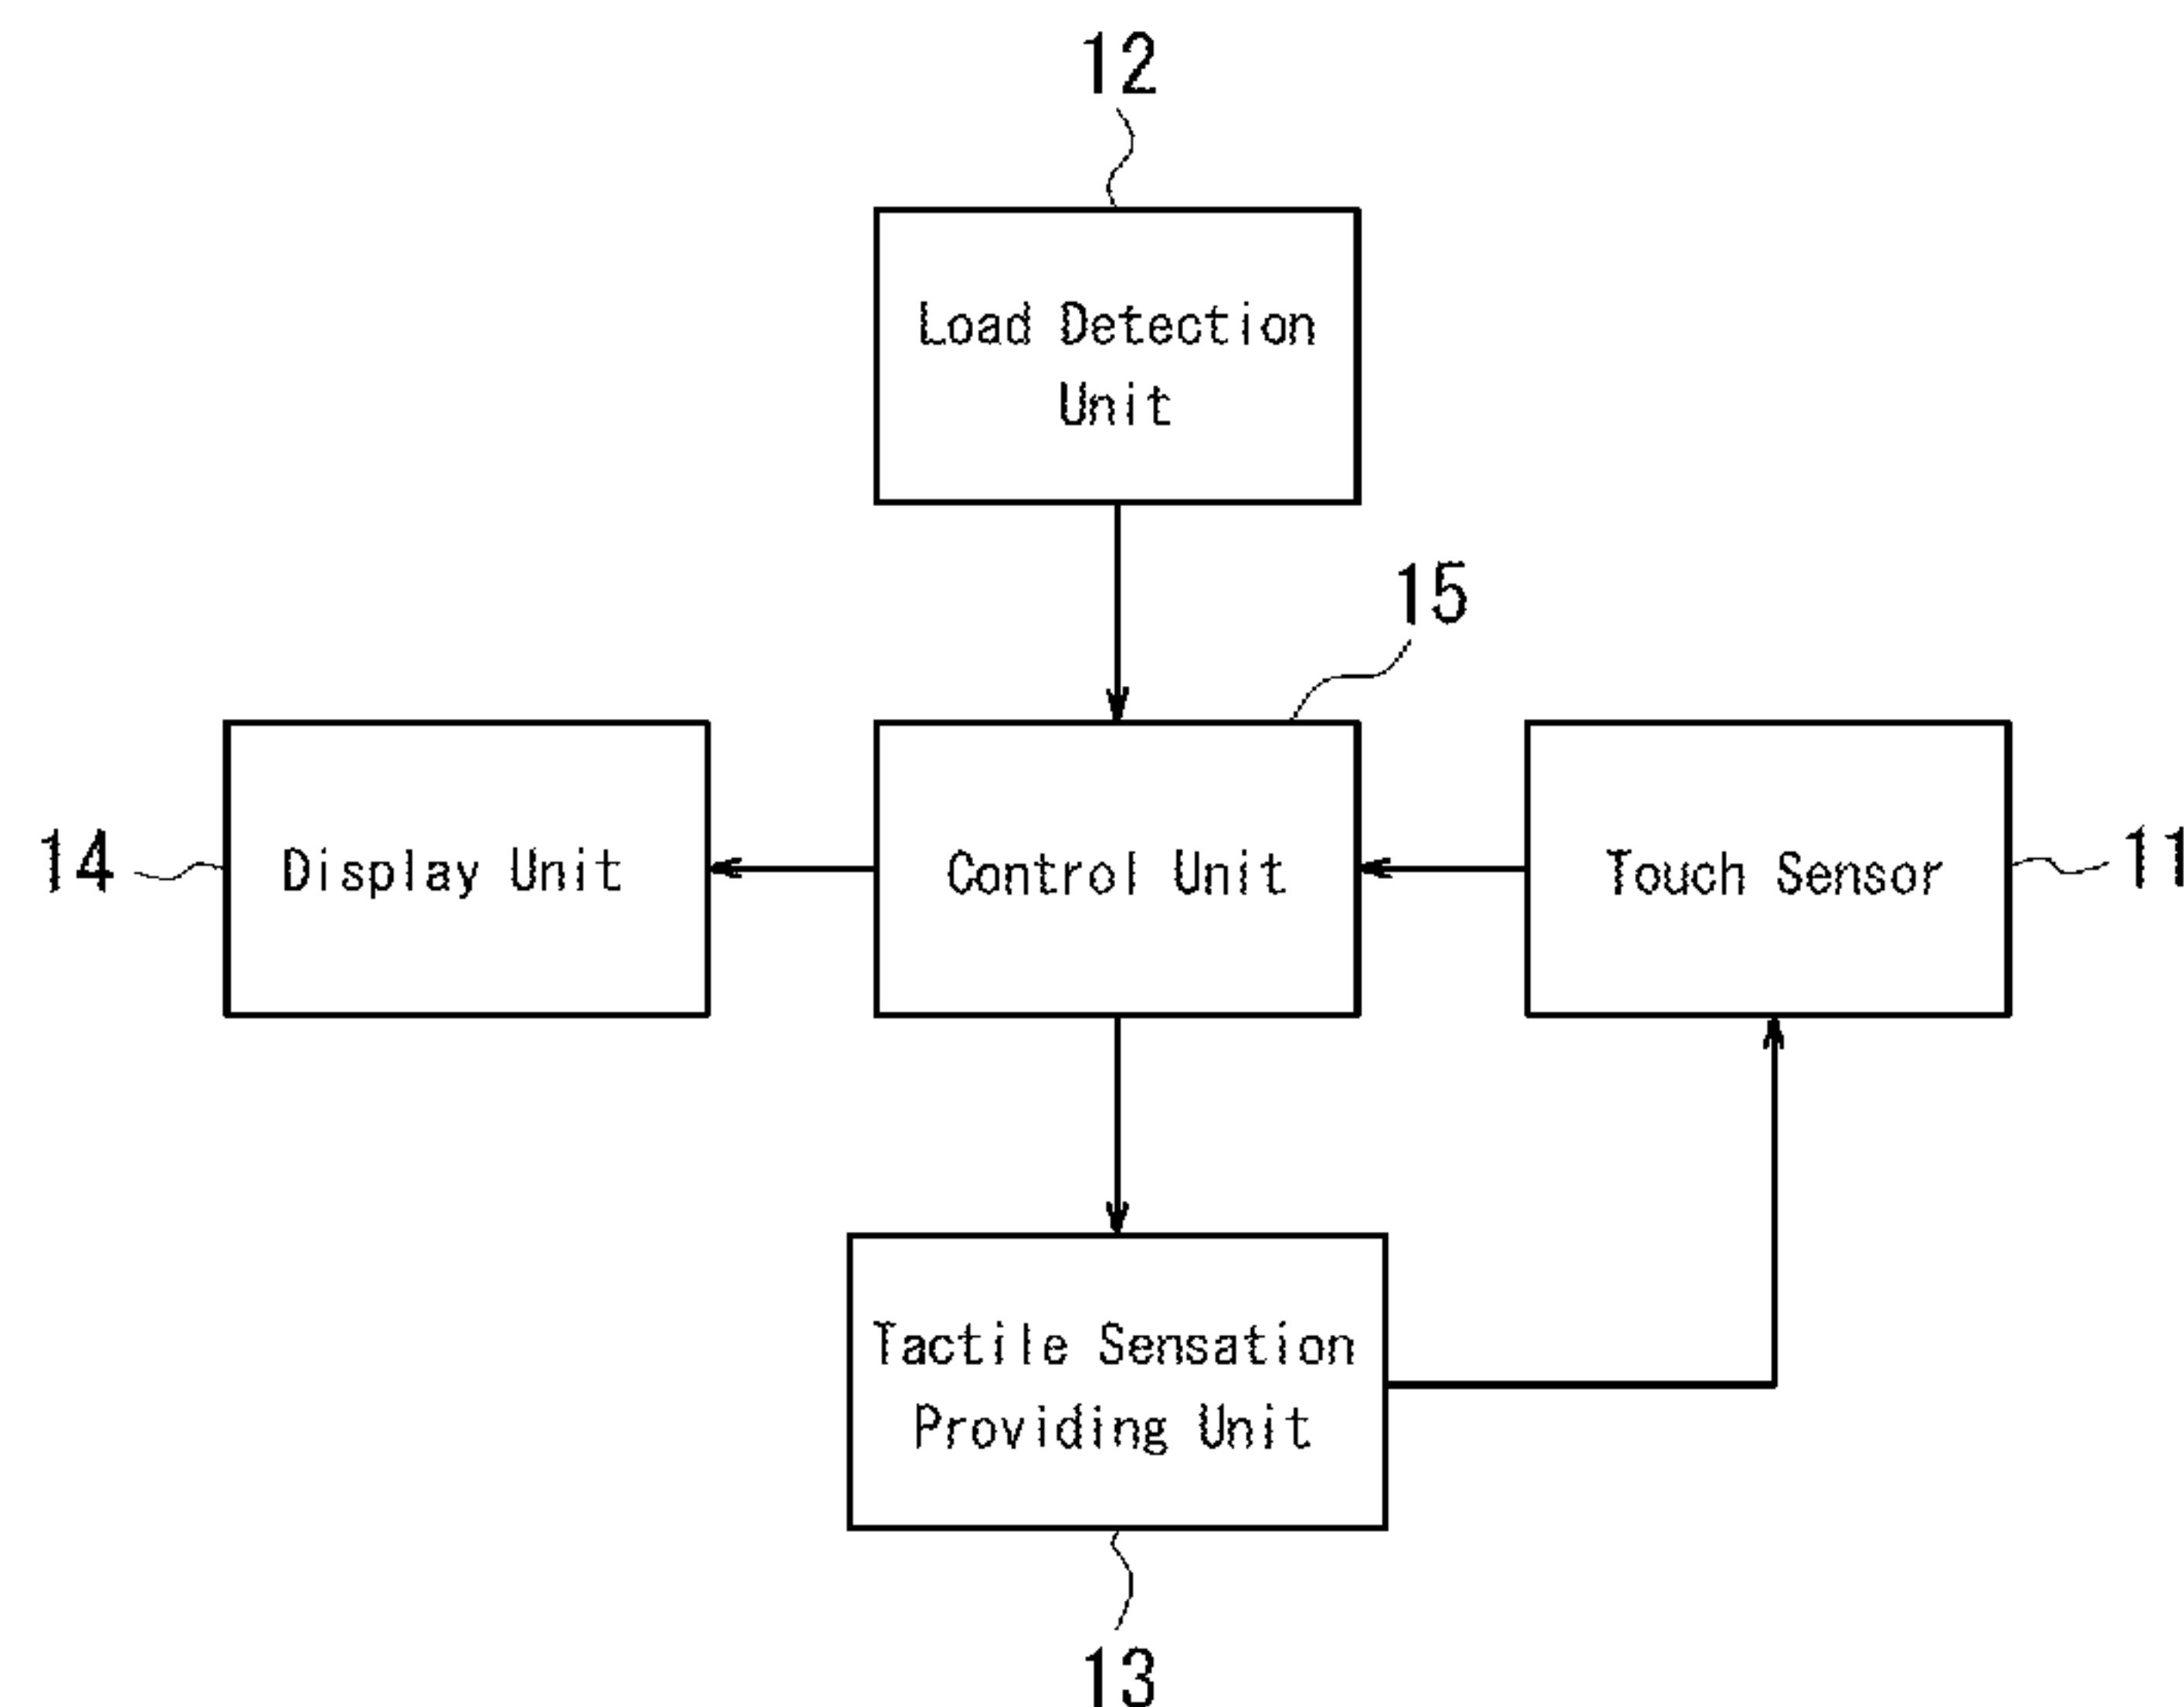 12
Load Detection
Unit
15
14
Display Unit
Control Unit
Touch Sensor
11
Tactile Sensation
Providing Unit
13